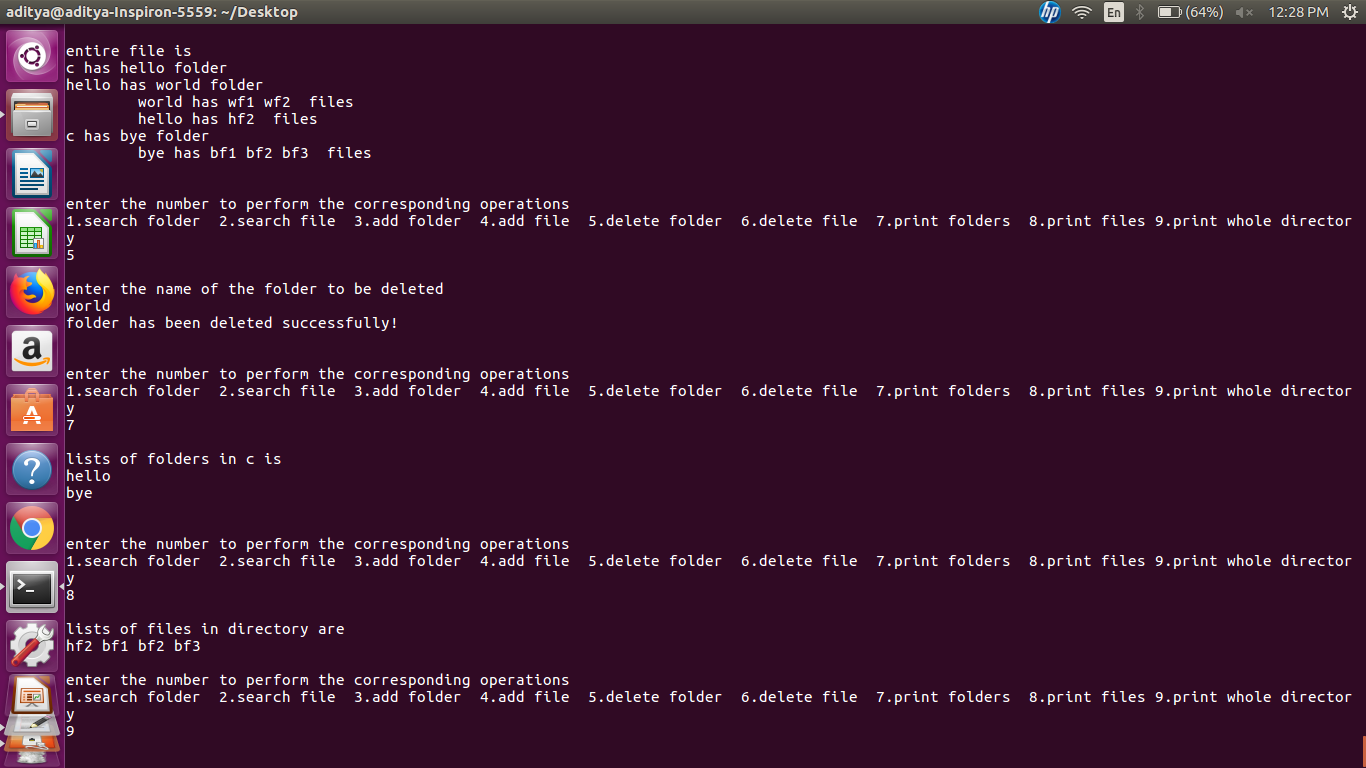 aditya@aditya-Inspiron-5559: ~/Desktop
hp
En
(64%)
12:28 PM
entire file is
c has hello folder
hello has world folder
world has wf1 wf2  files
hello has hf2  files
c has bye folder
bye has bf1 bf2 bf3  files
enter the number to perform the corresponding operations
1.search folder  2.search file  3.add folder  4.add file  5.delete folder  6.delete file  7.print folders  8.print files 9.print whole director
y
5
enter the name of the folder to be deleted
world
folder has been deleted successfully!
enter the number to perform the corresponding operations
1.search folder  2.search file  3.add folder  4.add file  5.delete folder  6.delete file  7.print folders  8.print files 9.print whole director
y
7
lists of folders in c is
hello
bye
enter the number to perform the corresponding operations
1.search folder  2.search file  3.add folder  4.add file  5.delete folder  6.delete file  7.print folders  8.print files 9.print whole director
y
8
lists of files in directory are
hf2 bf1 bf2 bf3
enter the number to perform the corresponding operations
1.search folder  2.search file  3.add folder  4.add file  5.delete folder  6.delete file  7.print folders  8.print files 9.print whole director
y
9